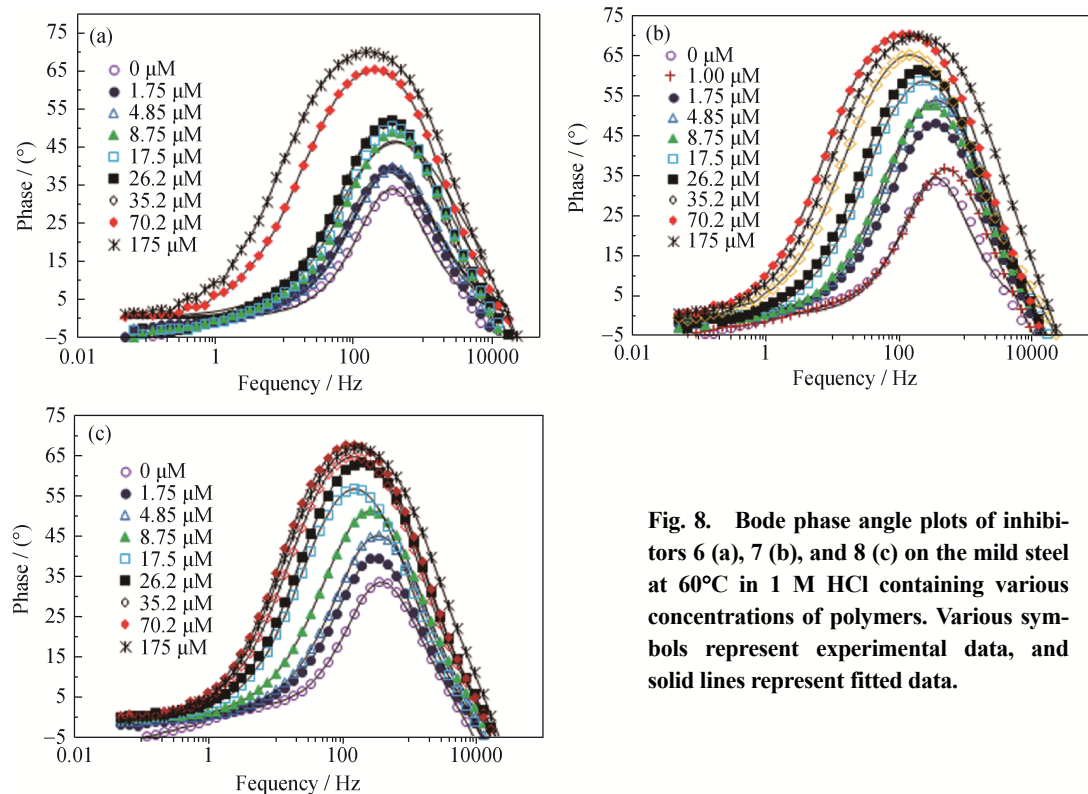 (a)
75
65
55
45
35
25
15
5
−5
Phase / (°)
0 μM
1.75 μM
4.85 μM
8.75 μM
17.5 μM
26.2 μM
35.2 μM
70.2 μM
175 μM
0.01 1 100 10000
Fequency / Hz
(b)
75
65
55
45
35
25
15
5
−5
Phase / (°)
0 μM
1.00 μM
1.75 μM
4.85 μM
8.75 μM
17.5 μM
26.2 μM
35.2 μM
70.2 μM
175 μM
0.01 1 100 10000
Fequency / Hz
(c)
75
65
55
45
35
25
15
5
−5
Phase / (°)
0 μM
1.75 μM
4.85 μM
8.75 μM
17.5 μM
26.2 μM
35.2 μM
70.2 μM
175 μM
0.01 1 100 10000
Fequency / Hz
Fig. 8. Bode phase angle plots of inhibi-
tors 6 (a), 7 (b), and 8 (c) on the mild steel
at 60°C in 1 M HCl containing various
concentrations of polymers. Various sym-
bols represent experimental data, and
solid lines represent fitted data.